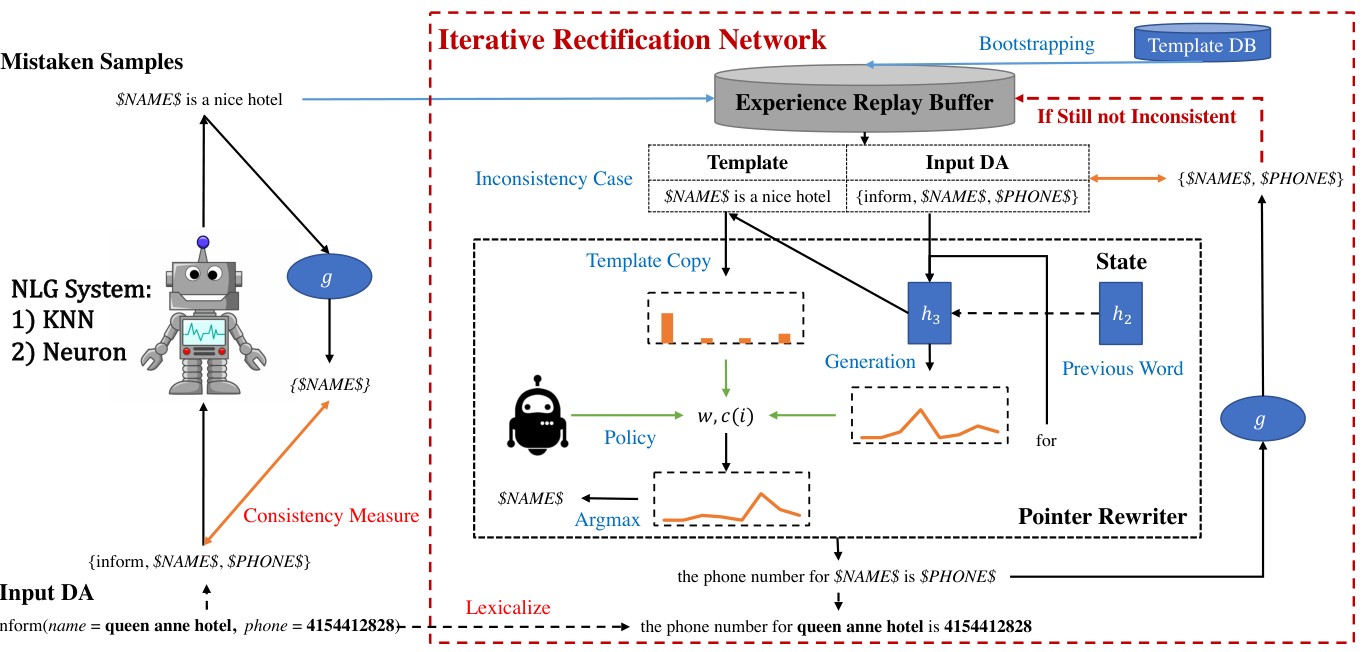 Iterative Rectification Network
Bootstrapping
Template DB
Mistaken Samples
$NAME$ is a nice hotel
Experience Replay Buffer
If Still not Inconsistent
Inconsistency Case
Template
Input DA
$NAME$ is a nice hotel
{inform, $NAME$, $PHONE$}
{$NAME$, $PHONE$}
g
NLG System:
1) KNN
2) Neuron
{$NAME$}
Template Copy
State
h₃
h₂
Generation
Previous Word
w, c(i)
Policy
for
g
$NAME$
Argmax
Pointer Rewriter
Consistency Measure
{inform, $NAME$, $PHONE$}
Input DA
nform(name = queen anne hotel, phone = 4154412828)
the phone number for $NAME$ is $PHONE$
Lexicalize
the phone number for queen anne hotel is 4154412828